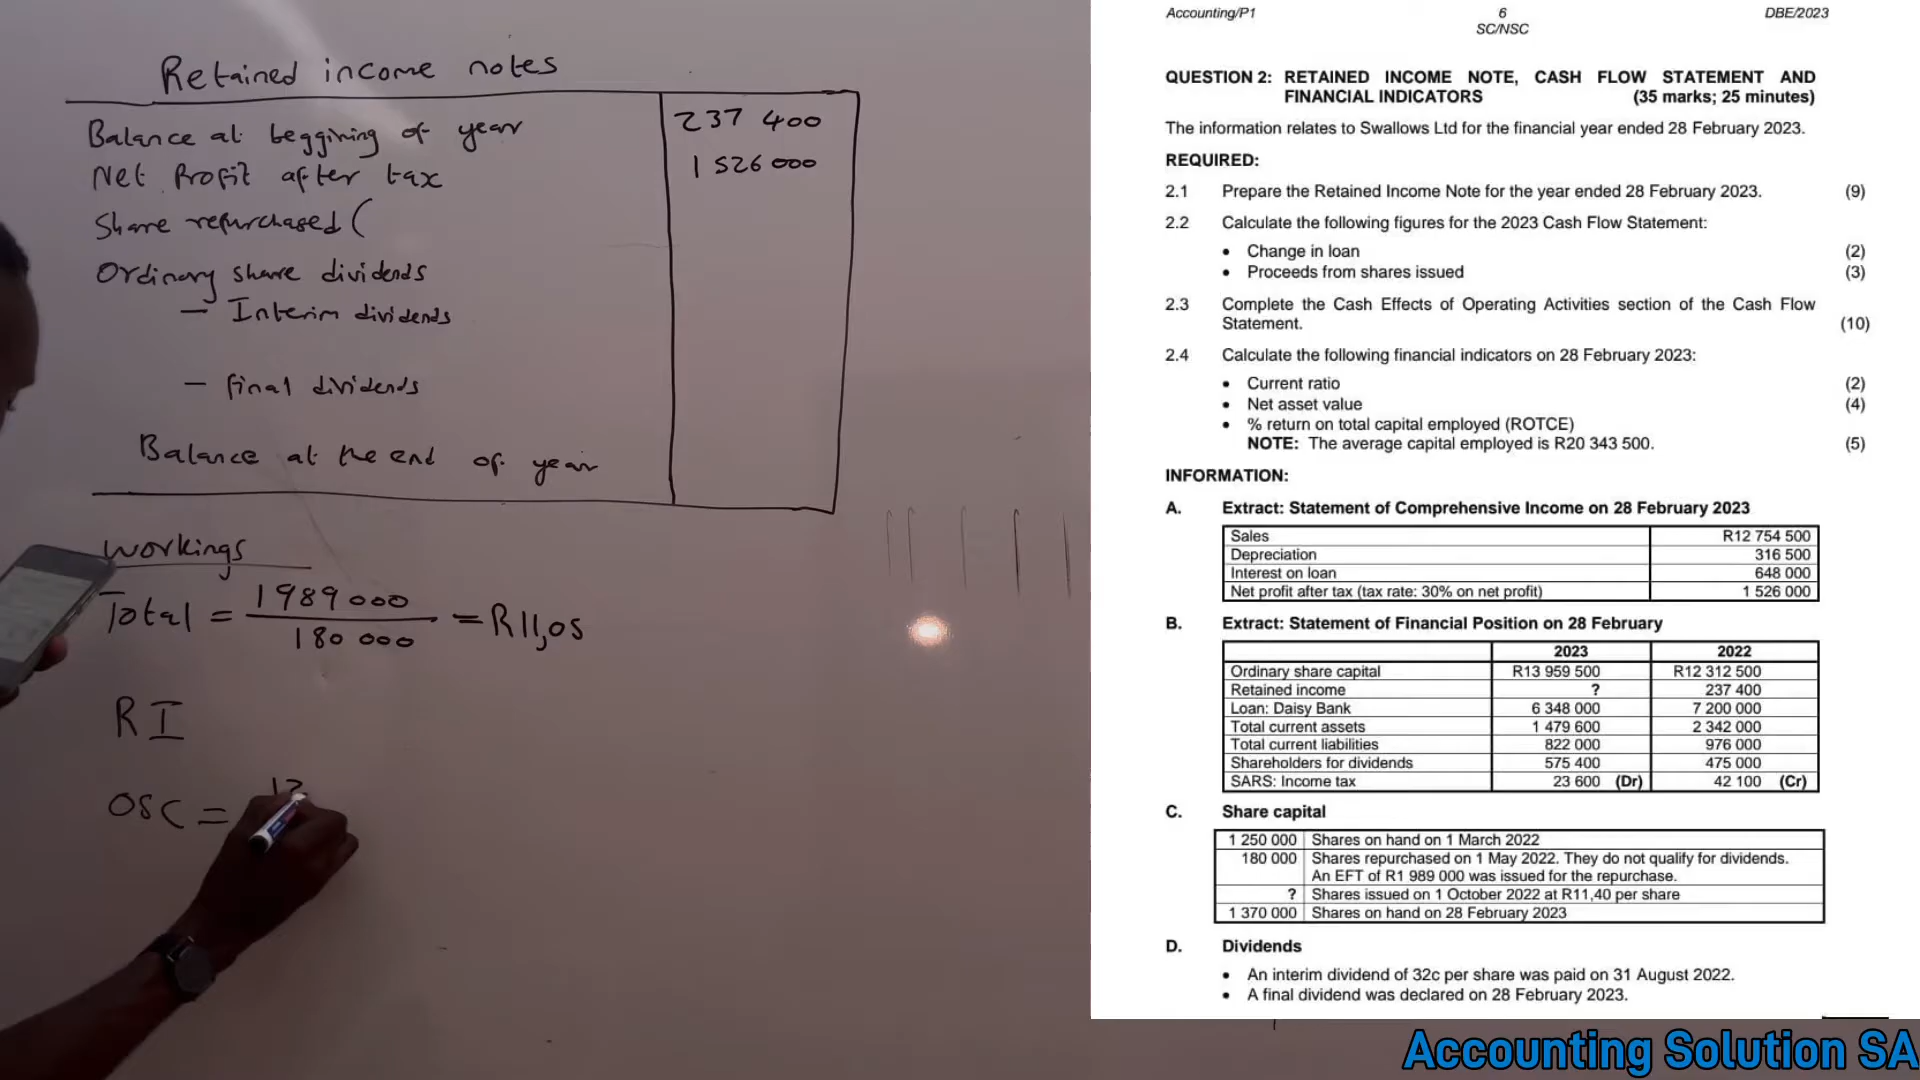 Retained income notes
Balance at beggining of year 237 400
Net Profit after tax 1 526 000
Share repurchased (
Ordinary share dividends
- Interim dividends
- final dividends
Balance at the end of year
Workings
Total = 1989 000 / 180 000 = R11,05
RI
OSC = 12
Accounting/P1 6 DBE/2023
SC/NSC
QUESTION 2: RETAINED INCOME NOTE, CASH FLOW STATEMENT AND
FINANCIAL INDICATORS (35 marks; 25 minutes)
The information relates to Swallows Ltd for the financial year ended 28 February 2023.
REQUIRED:
2.1 Prepare the Retained Income Note for the year ended 28 February 2023. (9)
2.2 Calculate the following figures for the 2023 Cash Flow Statement:
• Change in loan (2)
• Proceeds from shares issued (3)
2.3 Complete the Cash Effects of Operating Activities section of the Cash Flow
Statement. (10)
2.4 Calculate the following financial indicators on 28 February 2023:
• Current ratio (2)
• Net asset value (4)
• % return on total capital employed (ROTCE)
NOTE: The average capital employed is R20 343 500. (5)
INFORMATION:
A. Extract: Statement of Comprehensive Income on 28 February 2023
Sales R12 754 500
Depreciation 316 500
Interest on loan 648 000
Net profit after tax (tax rate: 30% on net profit) 1 526 000
B. Extract: Statement of Financial Position on 28 February
2023 2022
Ordinary share capital R13 959 500 R12 312 500
Retained income ? 237 400
Loan: Daisy Bank 6 348 000 7 200 000
Total current assets 1 479 600 2 342 000
Total current liabilities 822 000 976 000
Shareholders for dividends 575 400 475 000
SARS: Income tax 23 600 (Dr) 42 100 (Cr)
C. Share capital
1 250 000 Shares on hand on 1 March 2022
180 000 Shares repurchased on 1 May 2022. They do not qualify for dividends.
An EFT of R1 989 000 was issued for the repurchase.
? Shares issued on 1 October 2022 at R11,40 per share
1 370 000 Shares on hand on 28 February 2023
D. Dividends
• An interim dividend of 32c per share was paid on 31 August 2022.
• A final dividend was declared on 28 February 2023.
Accounting Solution SA